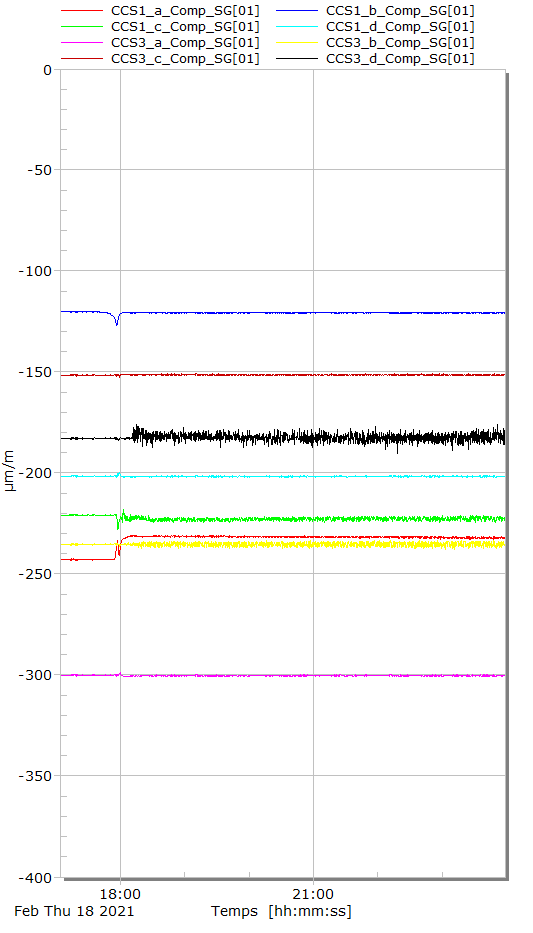 CCS1_a_Comp_SG[01] CCS1_b_Comp_SG[01]
CCS1_c_Comp_SG[01] CCS1_d_Comp_SG[01]
CCS3_a_Comp_SG[01] CCS3_b_Comp_SG[01]
CCS3_c_Comp_SG[01] CCS3_d_Comp_SG[01]
0
-50
-100
-150
-200
µm/m
-250
-300
-350
-400
18:00 21:00
Feb Thu 18 2021 Temps [hh:mm:ss]